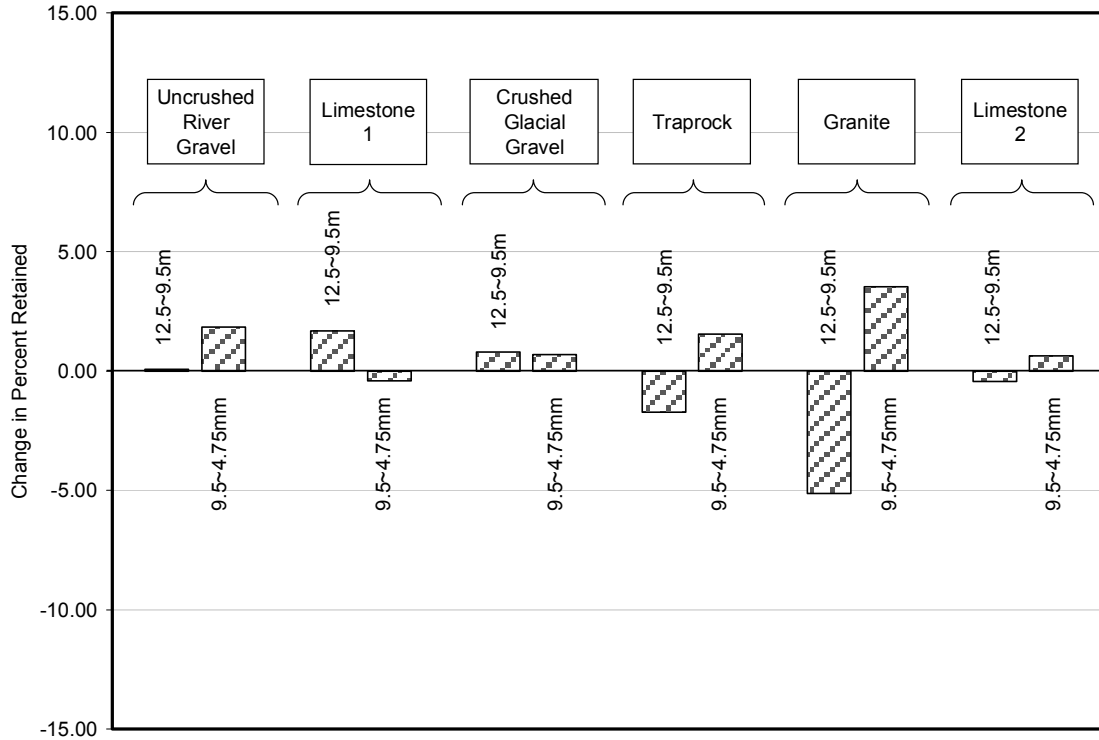 15.00
10.00
5.00
0.00
-5.00
-10.00
-15.00
Change in Percent Retained
Uncrushed
River
Gravel
Limestone
1
Crushed
Glacial
Gravel
Traprock
Granite
Limestone
2
12.5~9.5m
9.5~4.75mm
12.5~9.5m
9.5~4.75mm
12.5~9.5m
9.5~4.75mm
12.5~9.5m
9.5~4.75mm
12.5~9.5m
9.5~4.75mm
12.5~9.5m
9.5~4.75mm